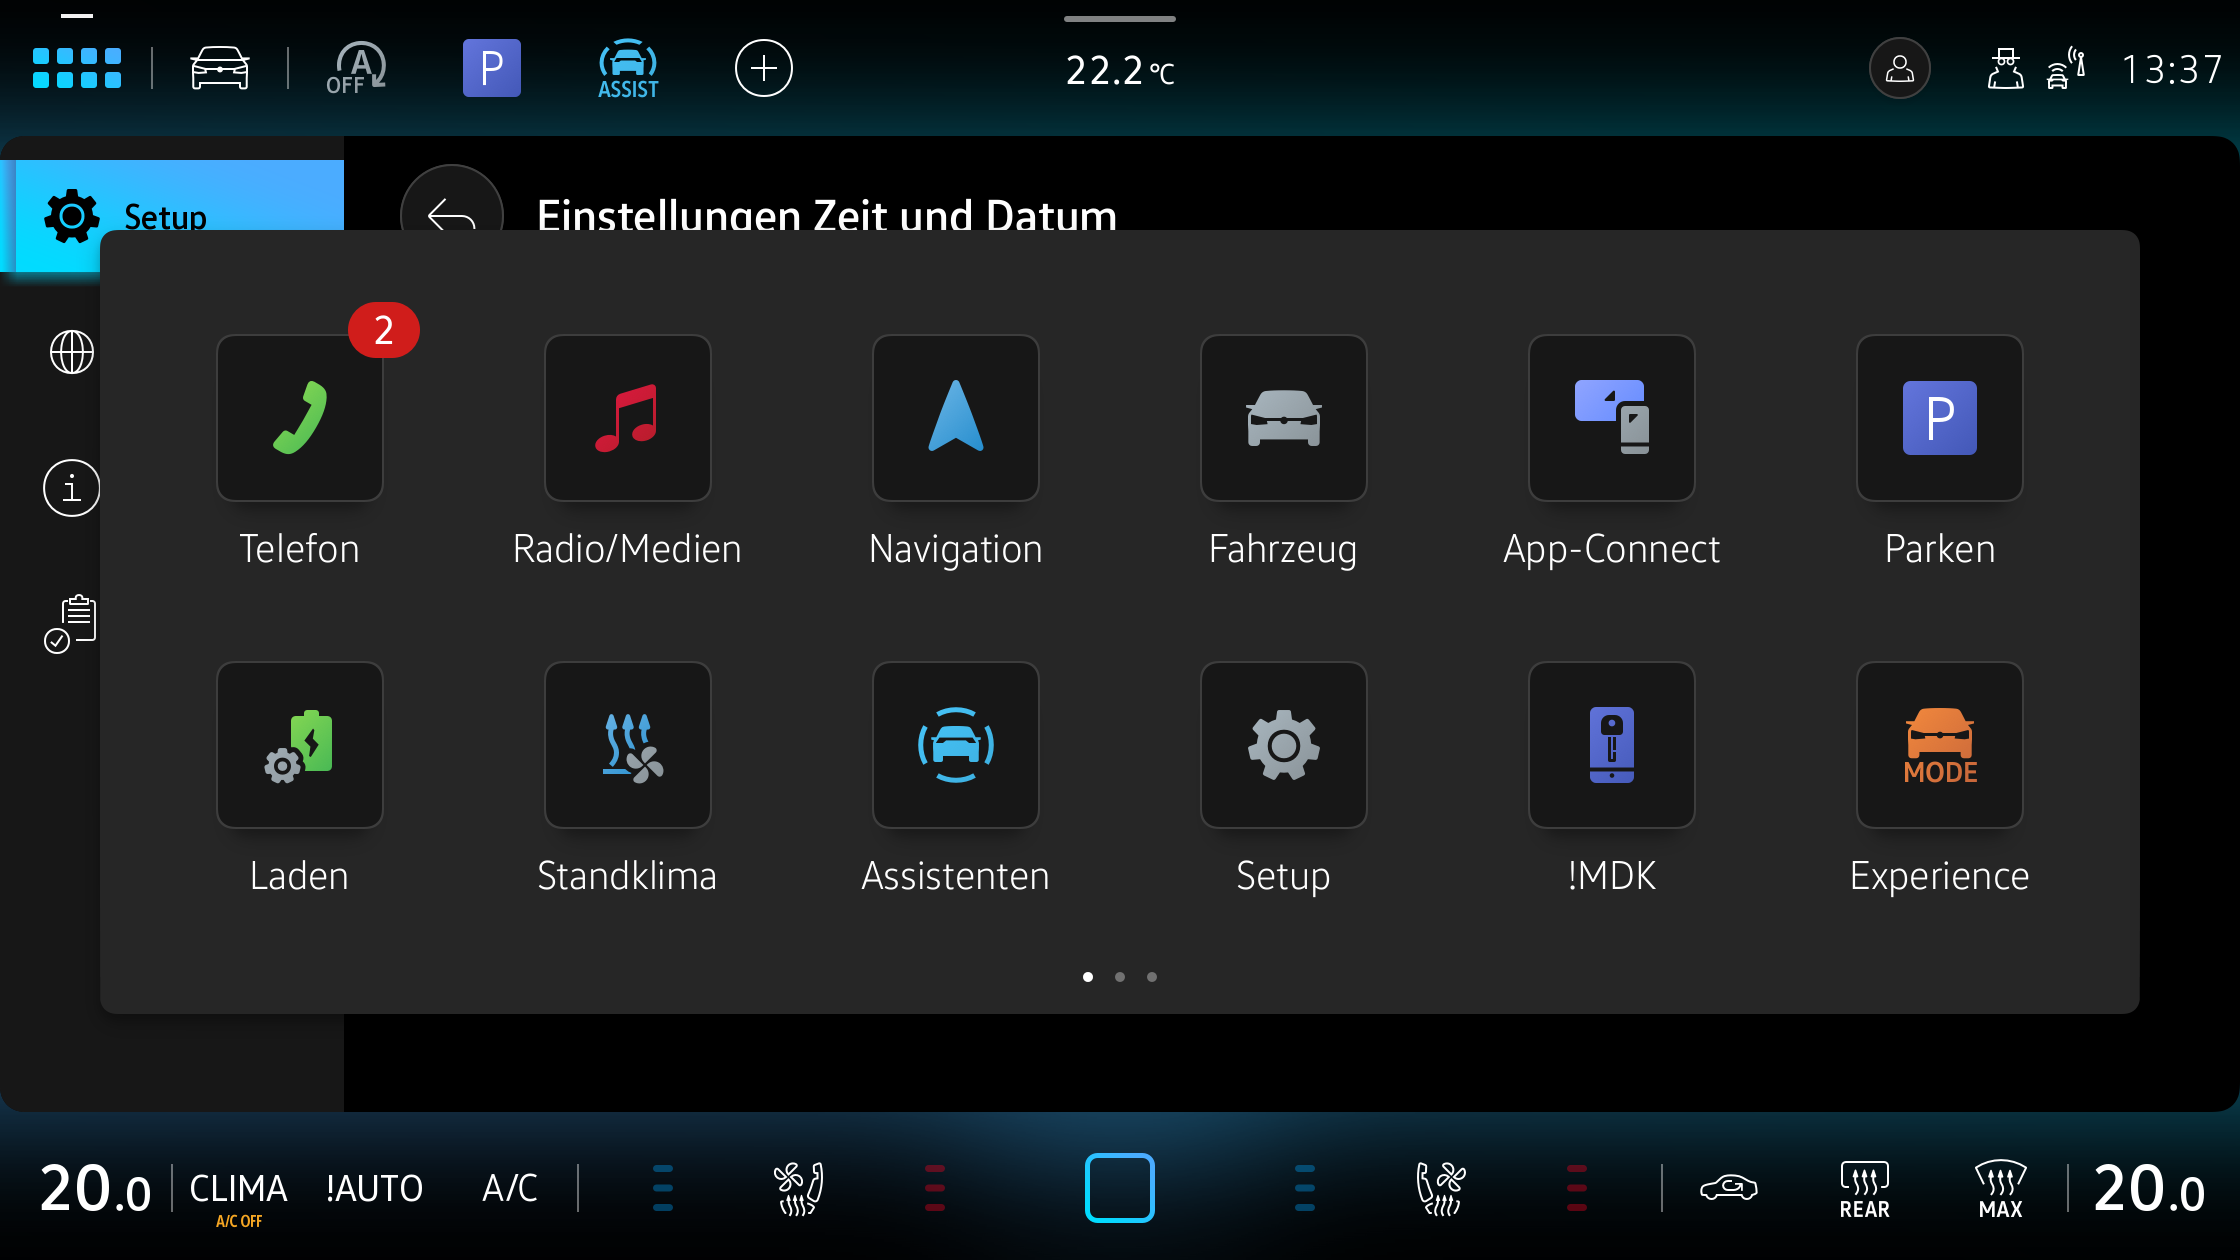 A
OFF
P
ASSIST
22.2 °C
13:37
Setup
Einstellungen Zeit und Datum
i
2
P
Telefon
Radio/Medien
Navigation
Fahrzeug
App-Connect
Parken
MODE
Laden
Standklima
Assistenten
Setup
!MDK
Experience
20.0
CLIMA
A/C OFF
!AUTO
A/C
REAR
MAX
20.0